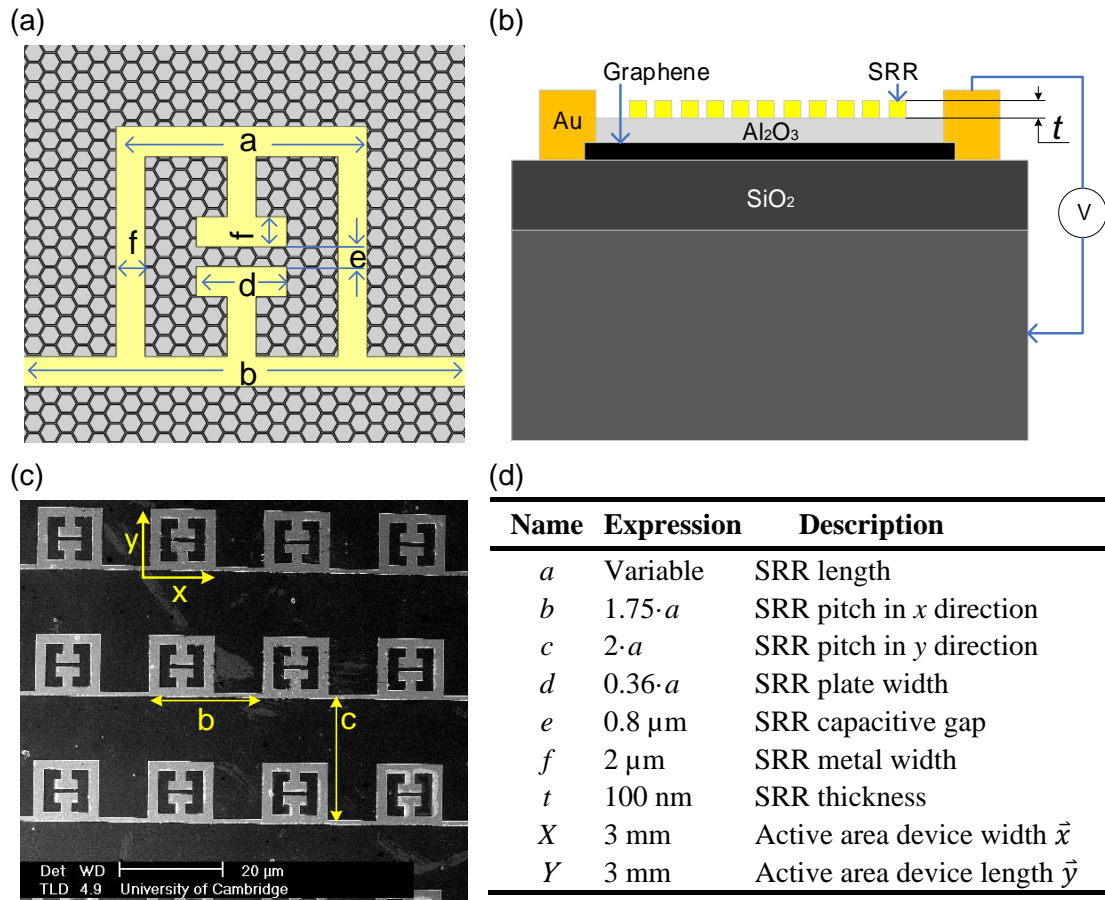 (a)
a
f
f
e
d
b
(b)
Graphene
SRR
Au
Al₂O₃
t
SiO₂
V
(c)
y
x
b
c
Det WD 20 µm
TLD 4.9 University of Cambridge
(d)
Name Expression Description
a Variable SRR length
b 1.75·a SRR pitch in x direction
c 2·a SRR pitch in y direction
d 0.36·a SRR plate width
e 0.8 µm SRR capacitive gap
f 2 µm SRR metal width
t 100 nm SRR thickness
X 3 mm Active area device width x⃗
Y 3 mm Active area device length y⃗